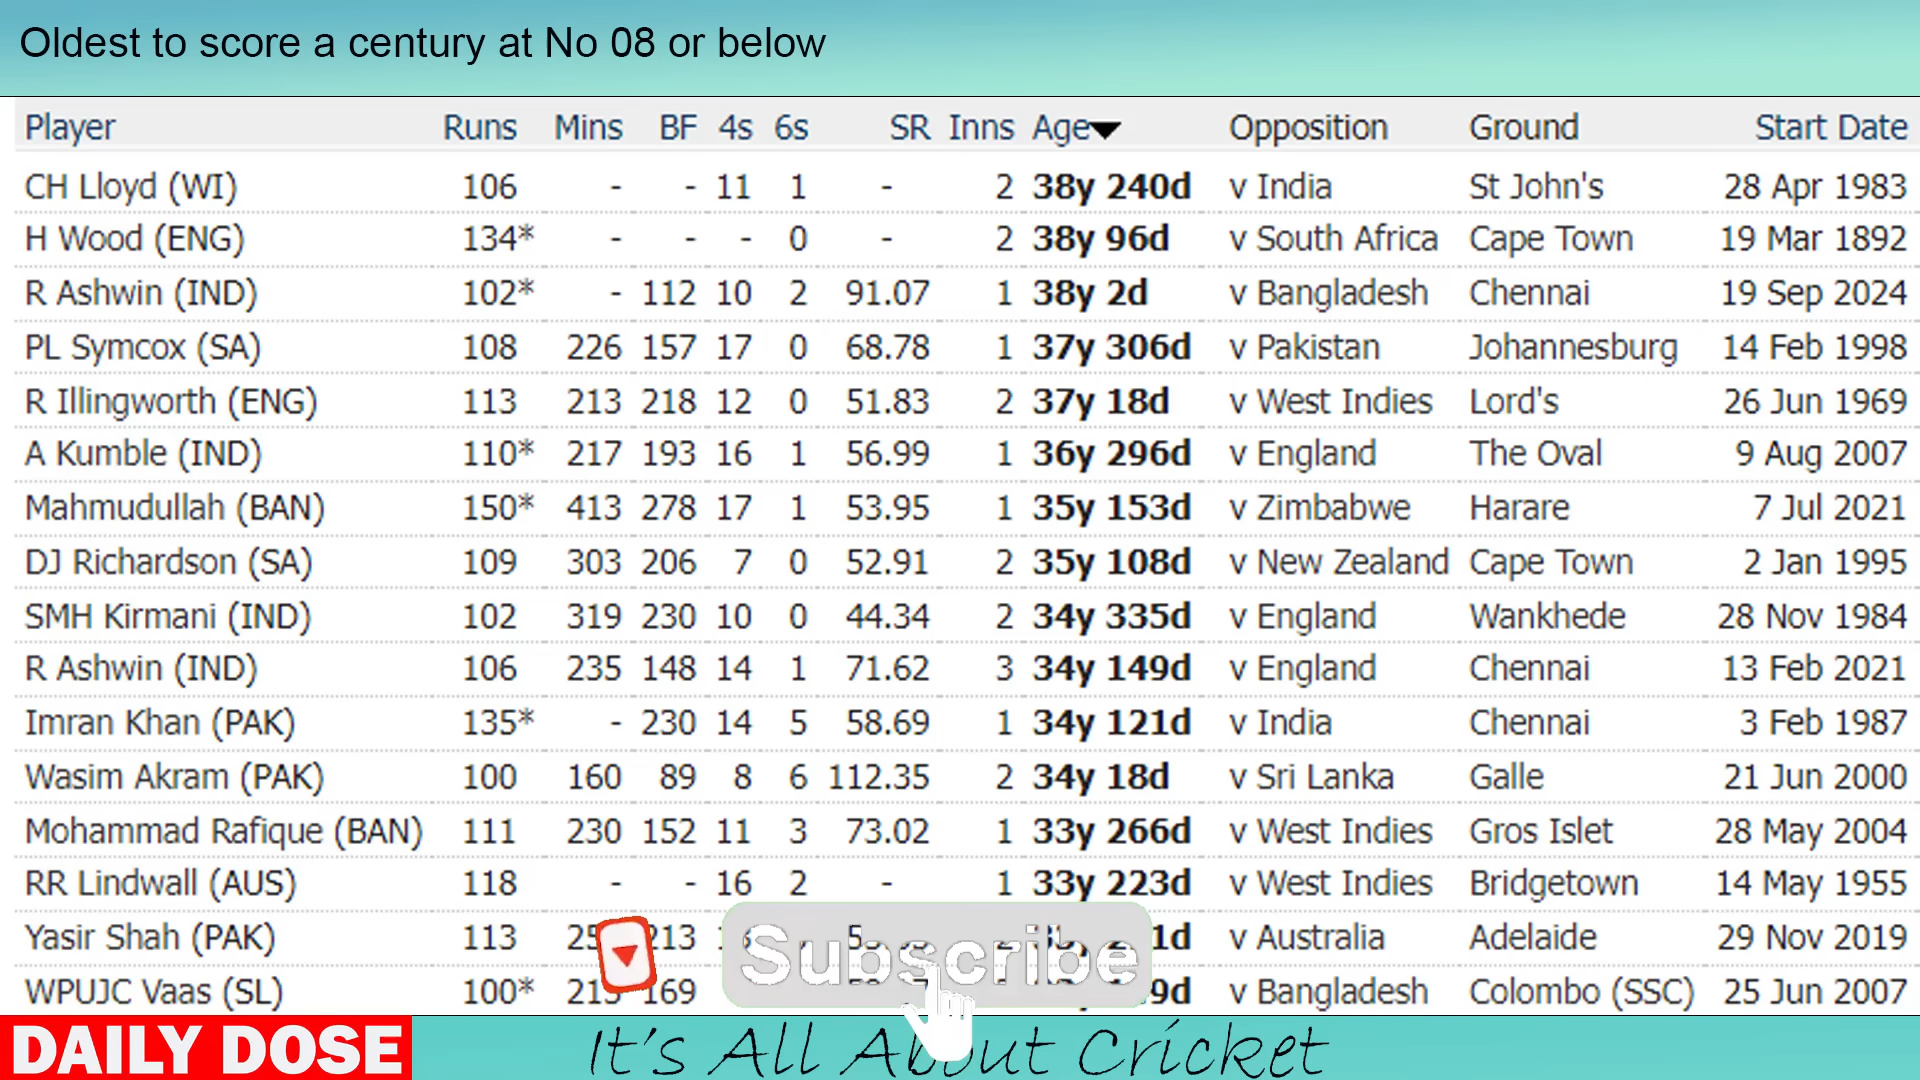 Oldest to score a century at No 08 or below
Player Runs Mins BF 4s 6s SR Inns Age Opposition Ground Start Date
CH Lloyd (WI) 106 - - 11 1 - 2 38y 240d v India St John's 28 Apr 1983
H Wood (ENG) 134* - - - 0 - 2 38y 96d v South Africa Cape Town 19 Mar 1892
R Ashwin (IND) 102* - 112 10 2 91.07 1 38y 2d v Bangladesh Chennai 19 Sep 2024
PL Symcox (SA) 108 226 157 17 0 68.78 1 37y 306d v Pakistan Johannesburg 14 Feb 1998
R Illingworth (ENG) 113 213 218 12 0 51.83 2 37y 18d v West Indies Lord's 26 Jun 1969
A Kumble (IND) 110* 217 193 16 1 56.99 1 36y 296d v England The Oval 9 Aug 2007
Mahmudullah (BAN) 150* 413 278 17 1 53.95 1 35y 153d v Zimbabwe Harare 7 Jul 2021
DJ Richardson (SA) 109 303 206 7 0 52.91 2 35y 108d v New Zealand Cape Town 2 Jan 1995
SMH Kirmani (IND) 102 319 230 10 0 44.34 2 34y 335d v England Wankhede 28 Nov 1984
R Ashwin (IND) 106 235 148 14 1 71.62 3 34y 149d v England Chennai 13 Feb 2021
Imran Khan (PAK) 135* - 230 14 5 58.69 1 34y 121d v India Chennai 3 Feb 1987
Wasim Akram (PAK) 100 160 89 8 6 112.35 2 34y 18d v Sri Lanka Galle 21 Jun 2000
Mohammad Rafique (BAN) 111 230 152 11 3 73.02 1 33y 266d v West Indies Gros Islet 28 May 2004
RR Lindwall (AUS) 118 - - 16 2 - 1 33y 223d v West Indies Bridgetown 14 May 1955
Yasir Shah (PAK) 113 213 v Australia Adelaide 29 Nov 2019
Subscribe
WPUJC Vaas (SL) 100* 169 v Bangladesh Colombo (SSC) 25 Jun 2007
DAILY DOSE It's All About Cricket